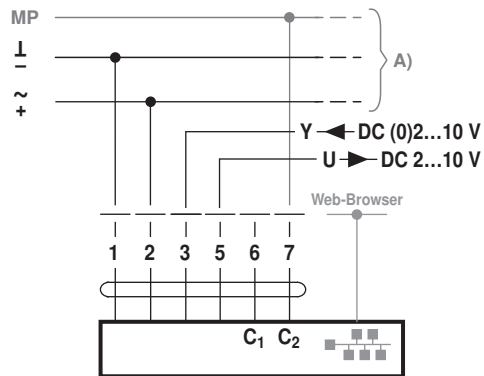 MP
⊥
–
~
+
A)
Y ◄ DC (0)2...10 V
U ► DC 2...10 V
Web-Browser
1 2 3 5 6 7
C₁ C₂